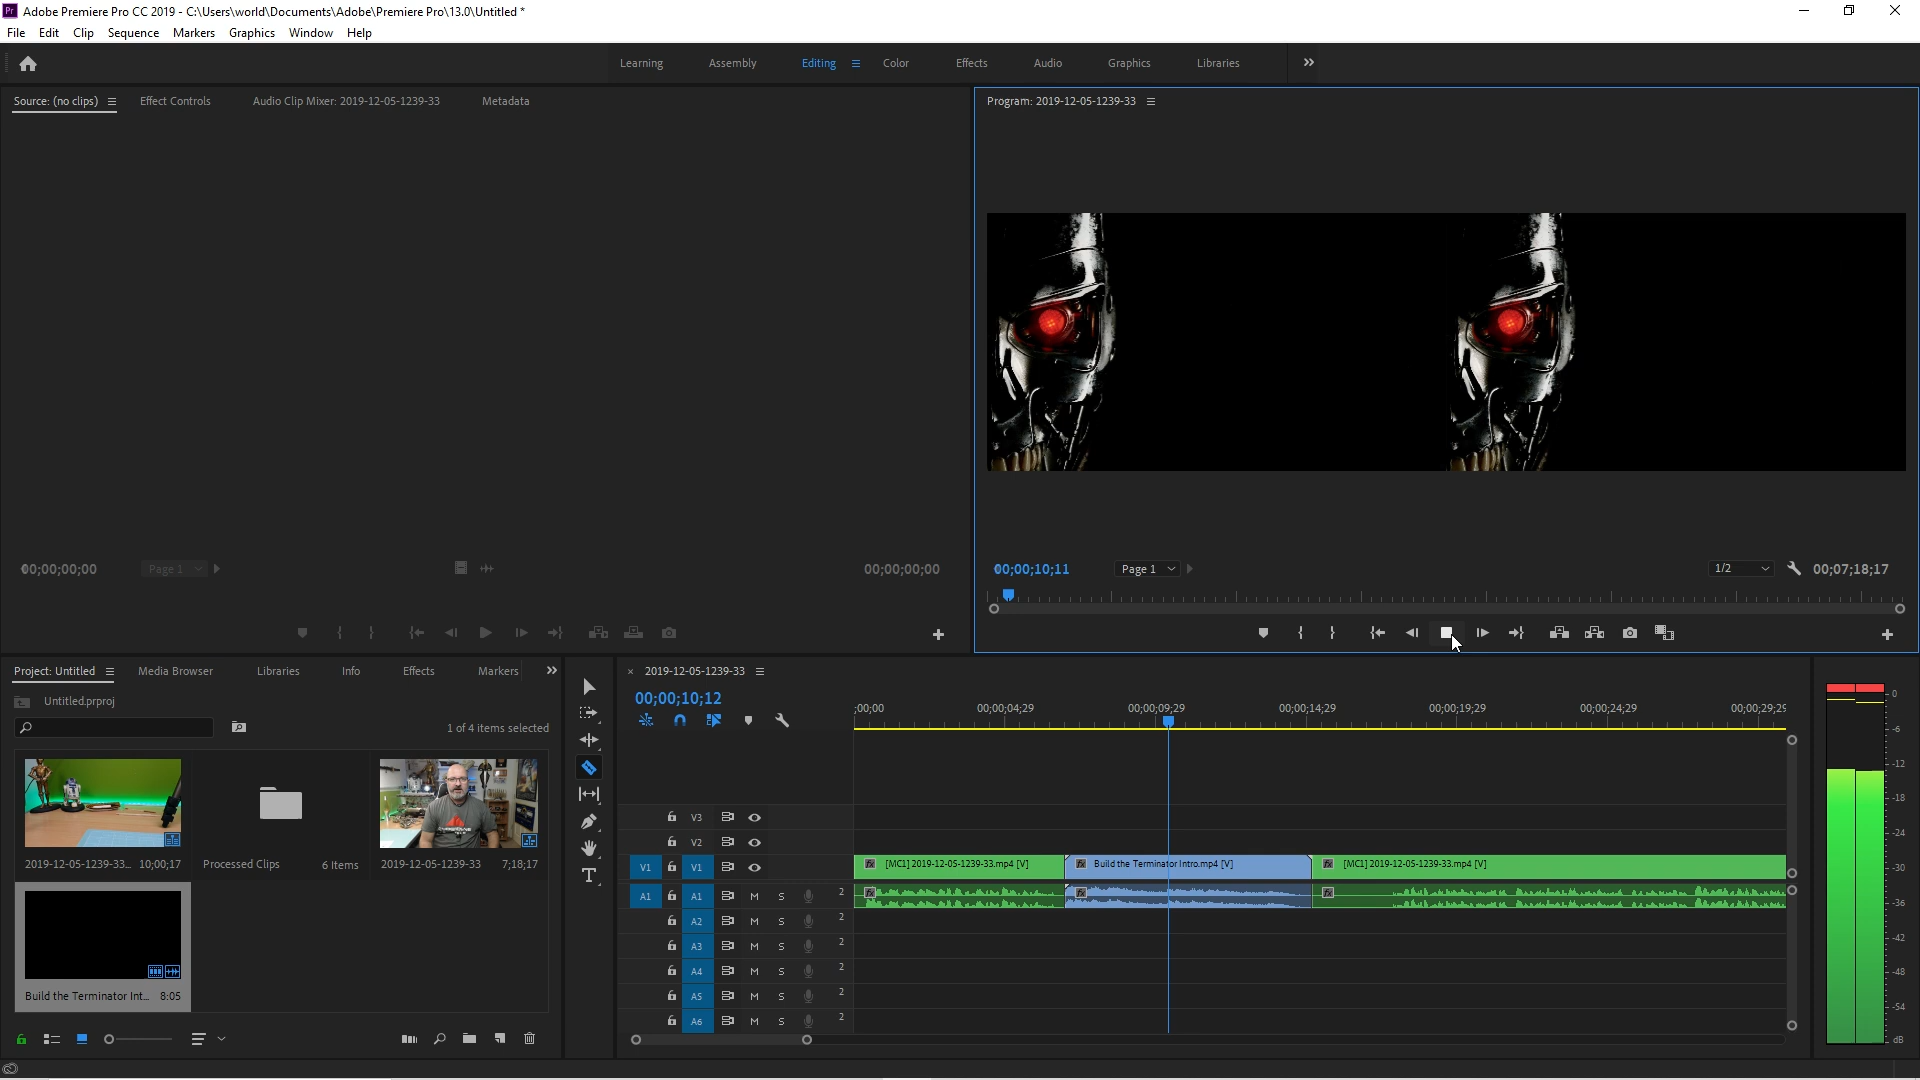 Pr Adobe Premiere Pro CC 2019 - C:\Users\world\Documents\Adobe\Premiere Pro\13.0\Untitled *
File Edit Clip Sequence Markers Graphics Window Help
Learning Assembly Editing Color Effects Audio Graphics Libraries
Source: (no clips) Effect Controls Audio Clip Mixer: 2019-12-05-1239-33 Metadata
Program: 2019-12-05-1239-33
00;00;00;00 Page 1 00;00;00;00
00;00;10;11 Page 1 1/2 00;07;18;17
Project: Untitled Media Browser Libraries Info Effects Markers
Untitled.prproj
1 of 4 items selected
2019-12-05-1239-33... 10;00;17
Processed Clips 6 Items
2019-12-05-1239-33 7;18;17
Build the Terminator Int... 8:05
2019-12-05-1239-33
00;00;10;12
;00;00 00;00;04;29 00;00;09;29 00;00;14;29 00;00;19;29 00;00;24;29 00;00;29;29
V3
V2
V1 V1 [MC1] 2019-12-05-1239-33.mp4 [V] Build the Terminator Intro.mp4 [V] [MC1] 2019-12-05-1239-33.mp4 [V]
A1 A1 M S 2
A2 M S 2
A3 M S 2
A4 M S 2
A5 M S 2
A6 M S 2
0
-6
-12
-18
-24
-30
-36
-42
-48
-54
dB